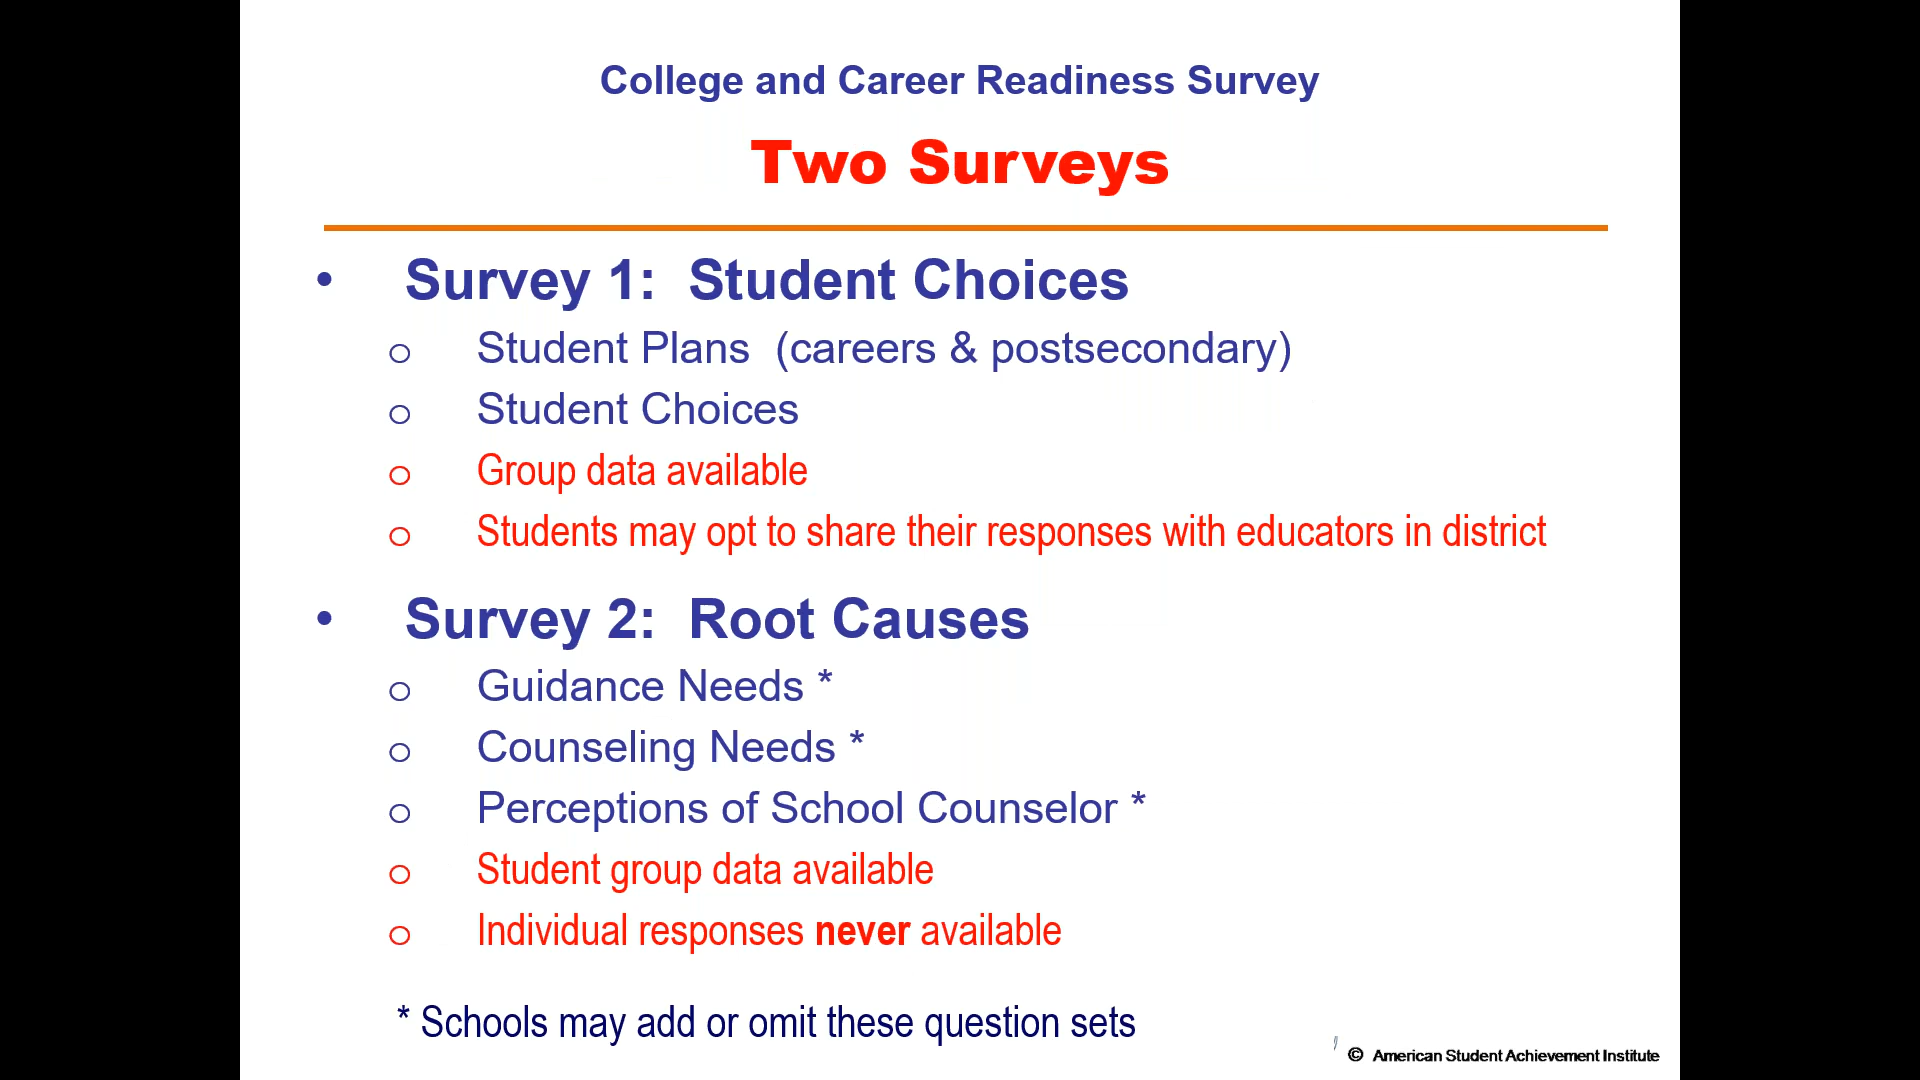 College and Career Readiness Survey
Two Surveys
• Survey 1: Student Choices
o Student Plans (careers & postsecondary)
o Student Choices
o Group data available
o Students may opt to share their responses with educators in district
• Survey 2: Root Causes
o Guidance Needs *
o Counseling Needs *
o Perceptions of School Counselor *
o Student group data available
o Individual responses never available
* Schools may add or omit these question sets
© American Student Achievement Institute